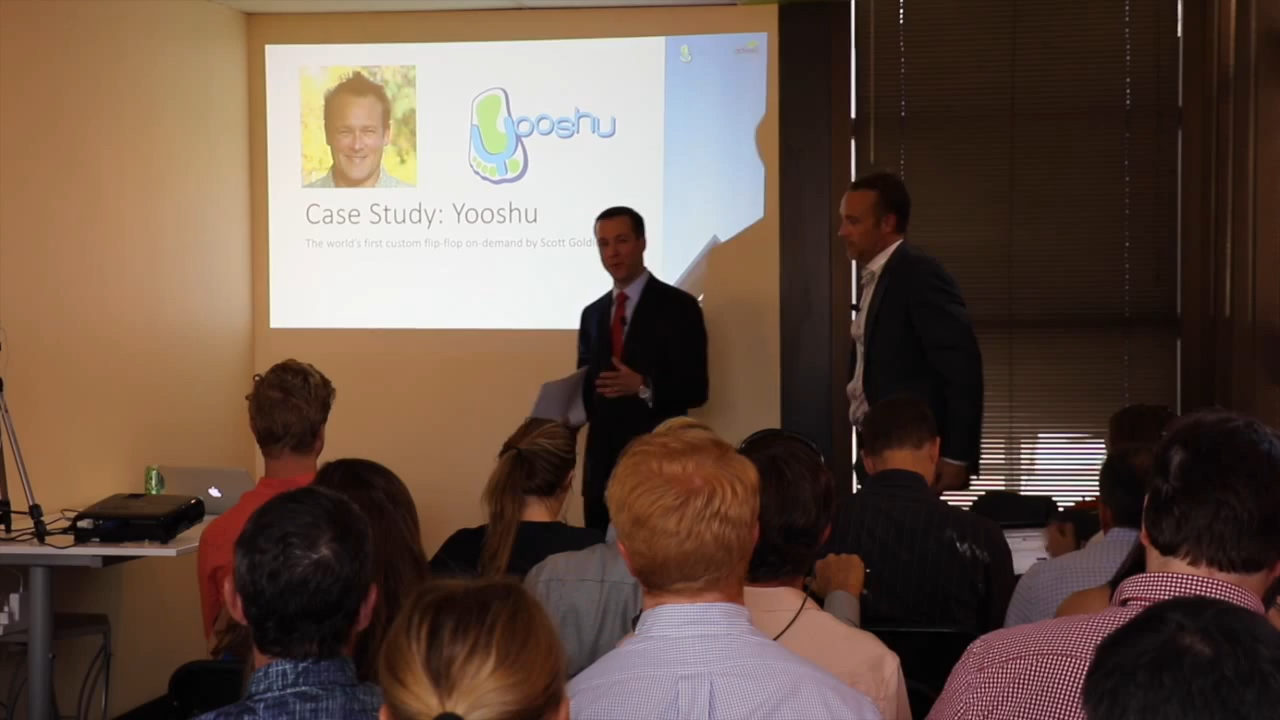 Yooshu
Case Study: Yooshu
The world's first custom flip-flop on-demand by Scott